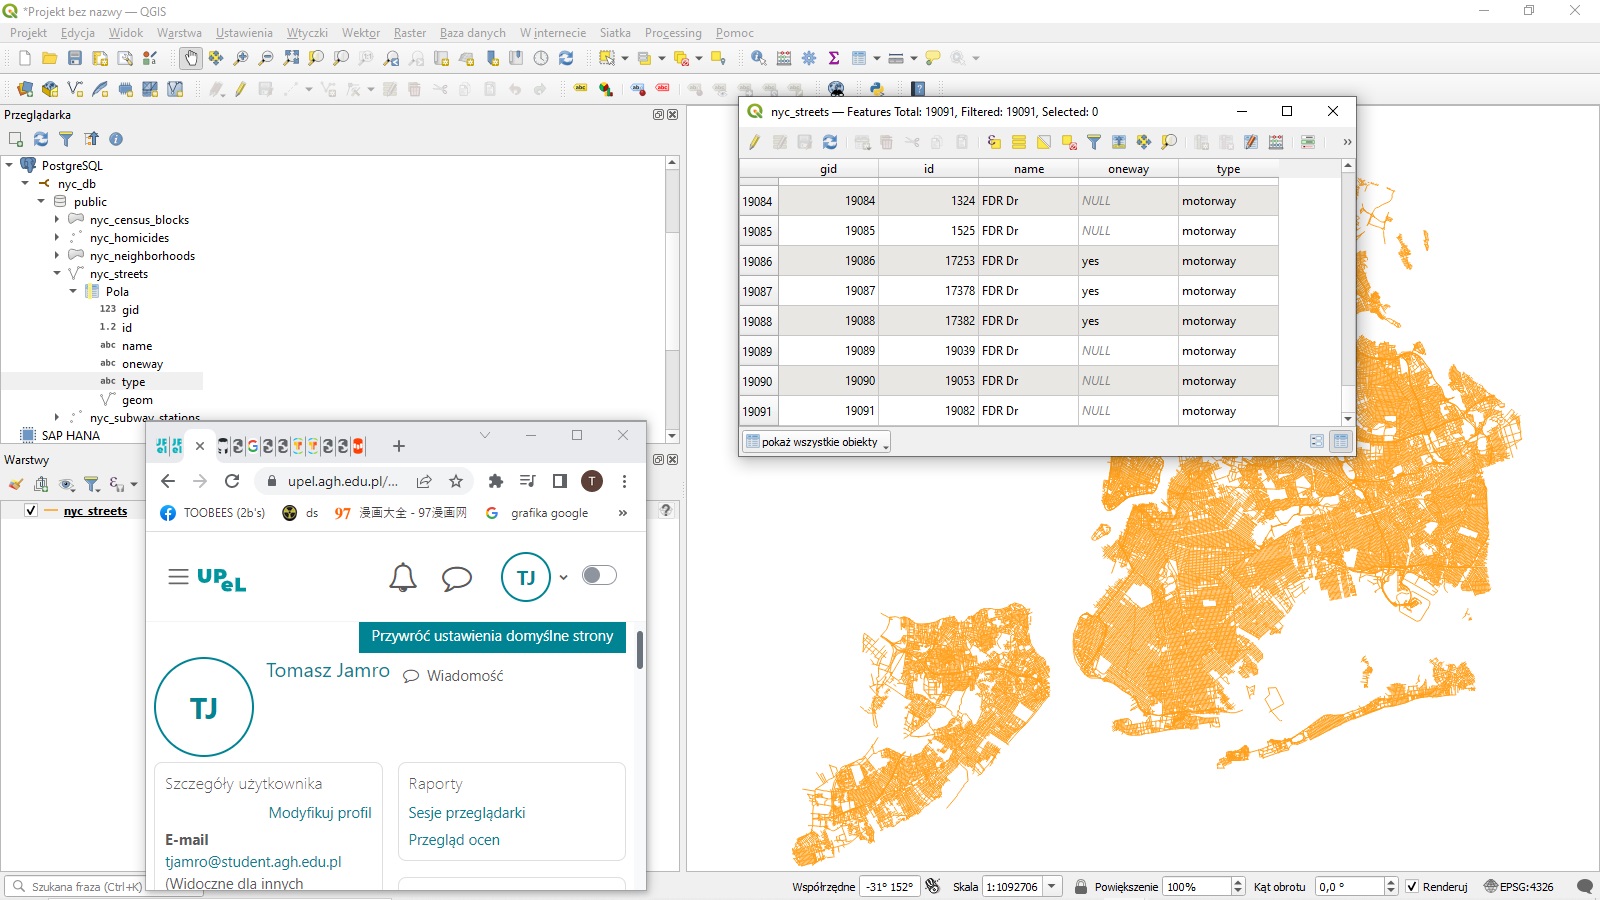 *Projekt bez nazwy — QGIS
Projekt Edycja Widok Warstwa Ustawienia Wtyczki Wektor Raster Baza danych W internecie Siatka Processing Pomoc
Przeglądarka
PostgreSQL
nyc_db
public
nyc_census_blocks
nyc_homicides
nyc_neighborhoods
nyc_streets
Pola
123 gid
1.2 id
abc name
abc oneway
abc type
geom
nyc_subway_stations
SAP HANA
Warstwy
nyc_streets
Szukana fraza (Ctrl+K)
nyc_streets — Features Total: 19091, Filtered: 19091, Selected: 0
gid id name oneway type
19084 19084 1324 FDR Dr NULL motorway
19085 19085 1525 FDR Dr NULL motorway
19086 19086 17253 FDR Dr yes motorway
19087 19087 17378 FDR Dr yes motorway
19088 19088 17382 FDR Dr yes motorway
19089 19089 19039 FDR Dr NULL motorway
19090 19090 19053 FDR Dr NULL motorway
19091 19091 19082 FDR Dr NULL motorway
pokaż wszystkie obiekty
upel.agh.edu.pl/...
T
TOOBEES (2b's) ds 97 漫画大全 - 97漫画网 grafika google »
UPeL
TJ
Przywróć ustawienia domyślne strony
TJ
Tomasz Jamro Wiadomość
Szczegóły użytkownika
Modyfikuj profil
E-mail
tjamro@student.agh.edu.pl
(Widoczne dla innych
Raporty
Sesje przeglądarki
Przegląd ocen
Współrzędne -31° 152° Skala 1:1092706 Powiększenie 100% Kąt obrotu 0,0 ° Renderuj EPSG:4326